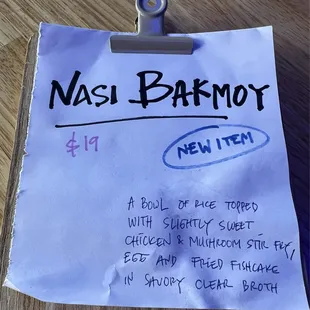 NASI BAKMOY
$19
NEW ITEM
A BOWL OF RICE TOPPED
WITH SLIGHTLY SWEET
CHICKEN & MUSHROOM STIR FRY,
EGG AND FRIED FISHCAKE
IN SAVORY CLEAR BROTH